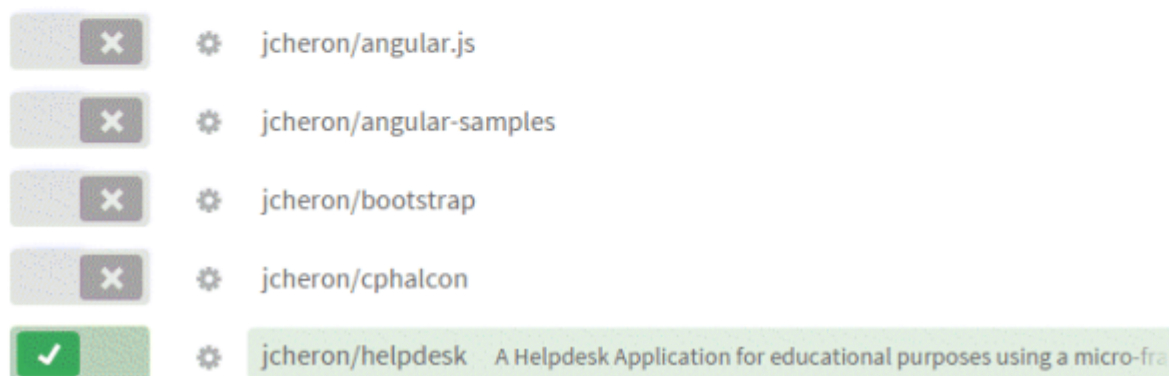 jcheron/angular.js
jcheron/angular-samples
jcheron/bootstrap
jcheron/cphalcon
jcheron/helpdesk A Helpdesk Application for educational purposes using a micro-fra